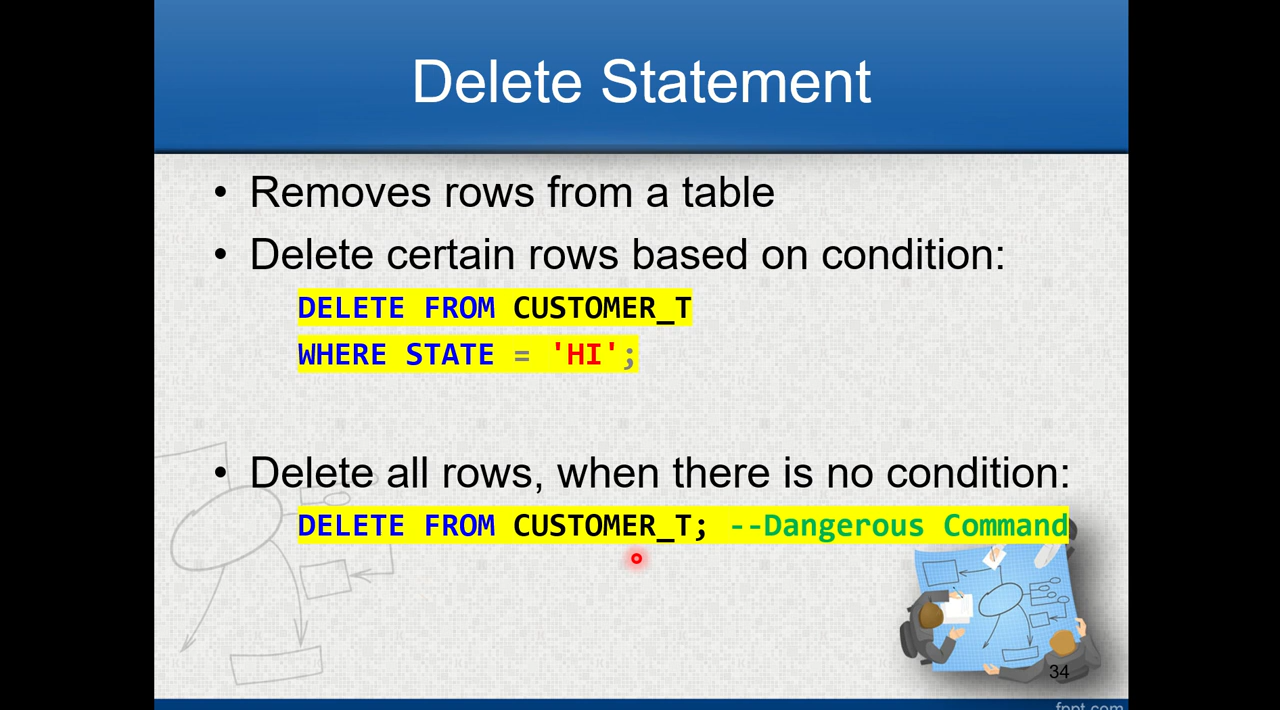 Delete Statement
• Removes rows from a table
• Delete certain rows based on condition:
DELETE FROM CUSTOMER_T
WHERE STATE = 'HI';
• Delete all rows, when there is no condition:
DELETE FROM CUSTOMER_T; --Dangerous Command
34
fppt.com